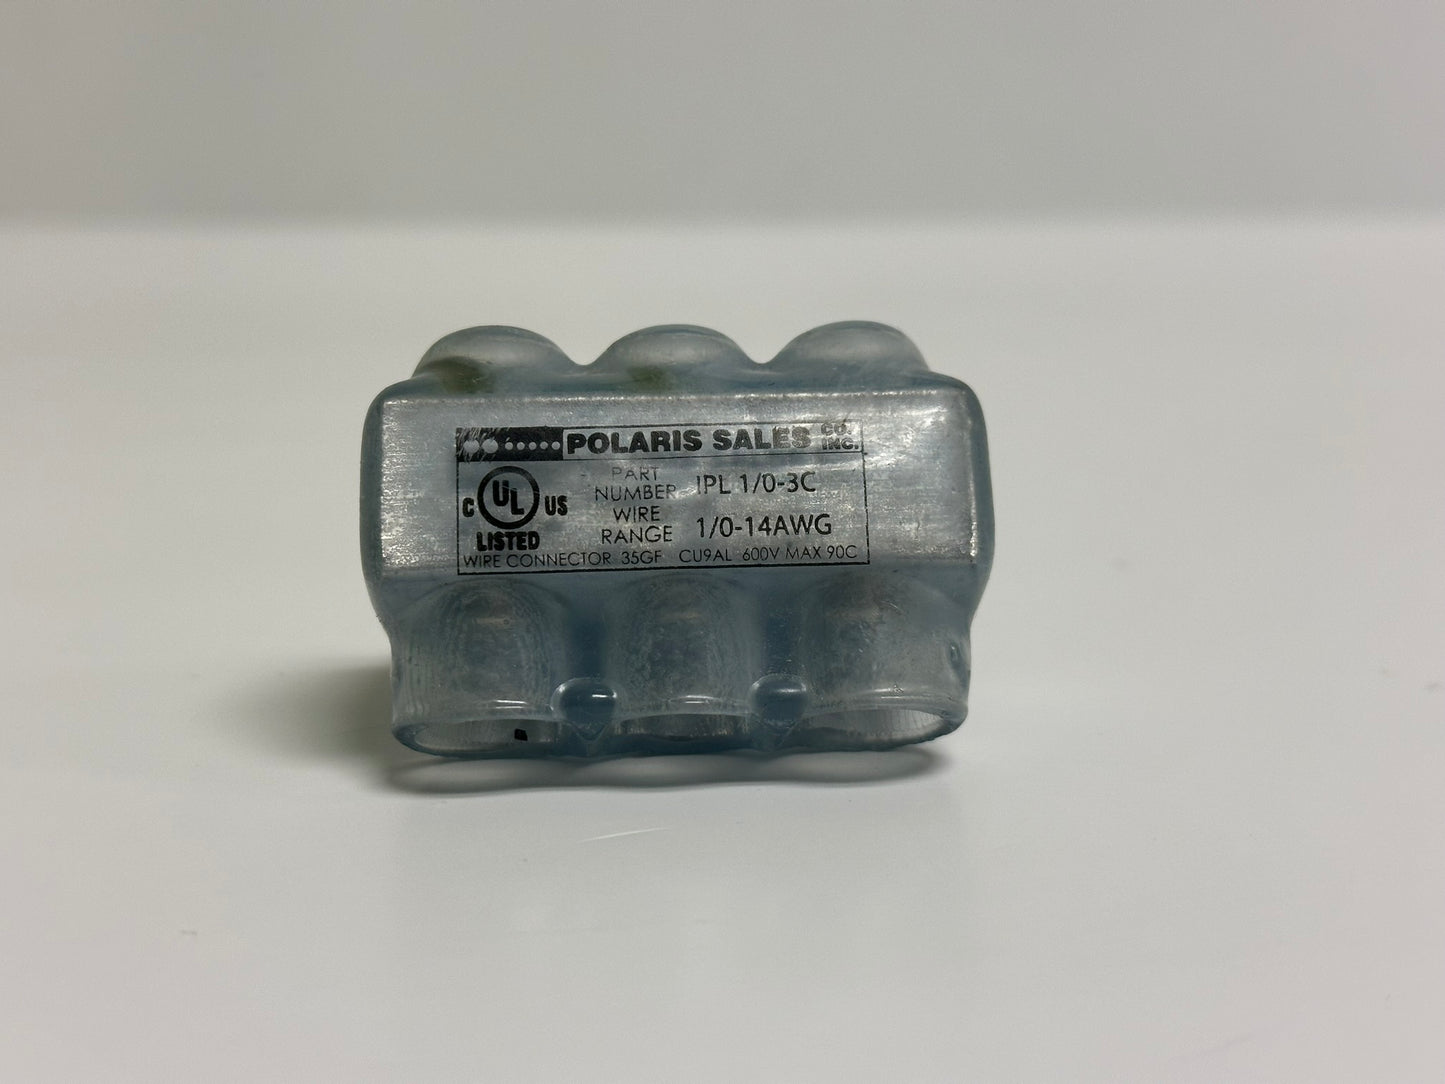 POLARIS SALES CO. INC.
C UL US
LISTED
PART NUMBER IPL 1/0-3C
WIRE RANGE 1/0-14AWG
WIRE CONNECTOR 35GF CU9AL 600V MAX 90C